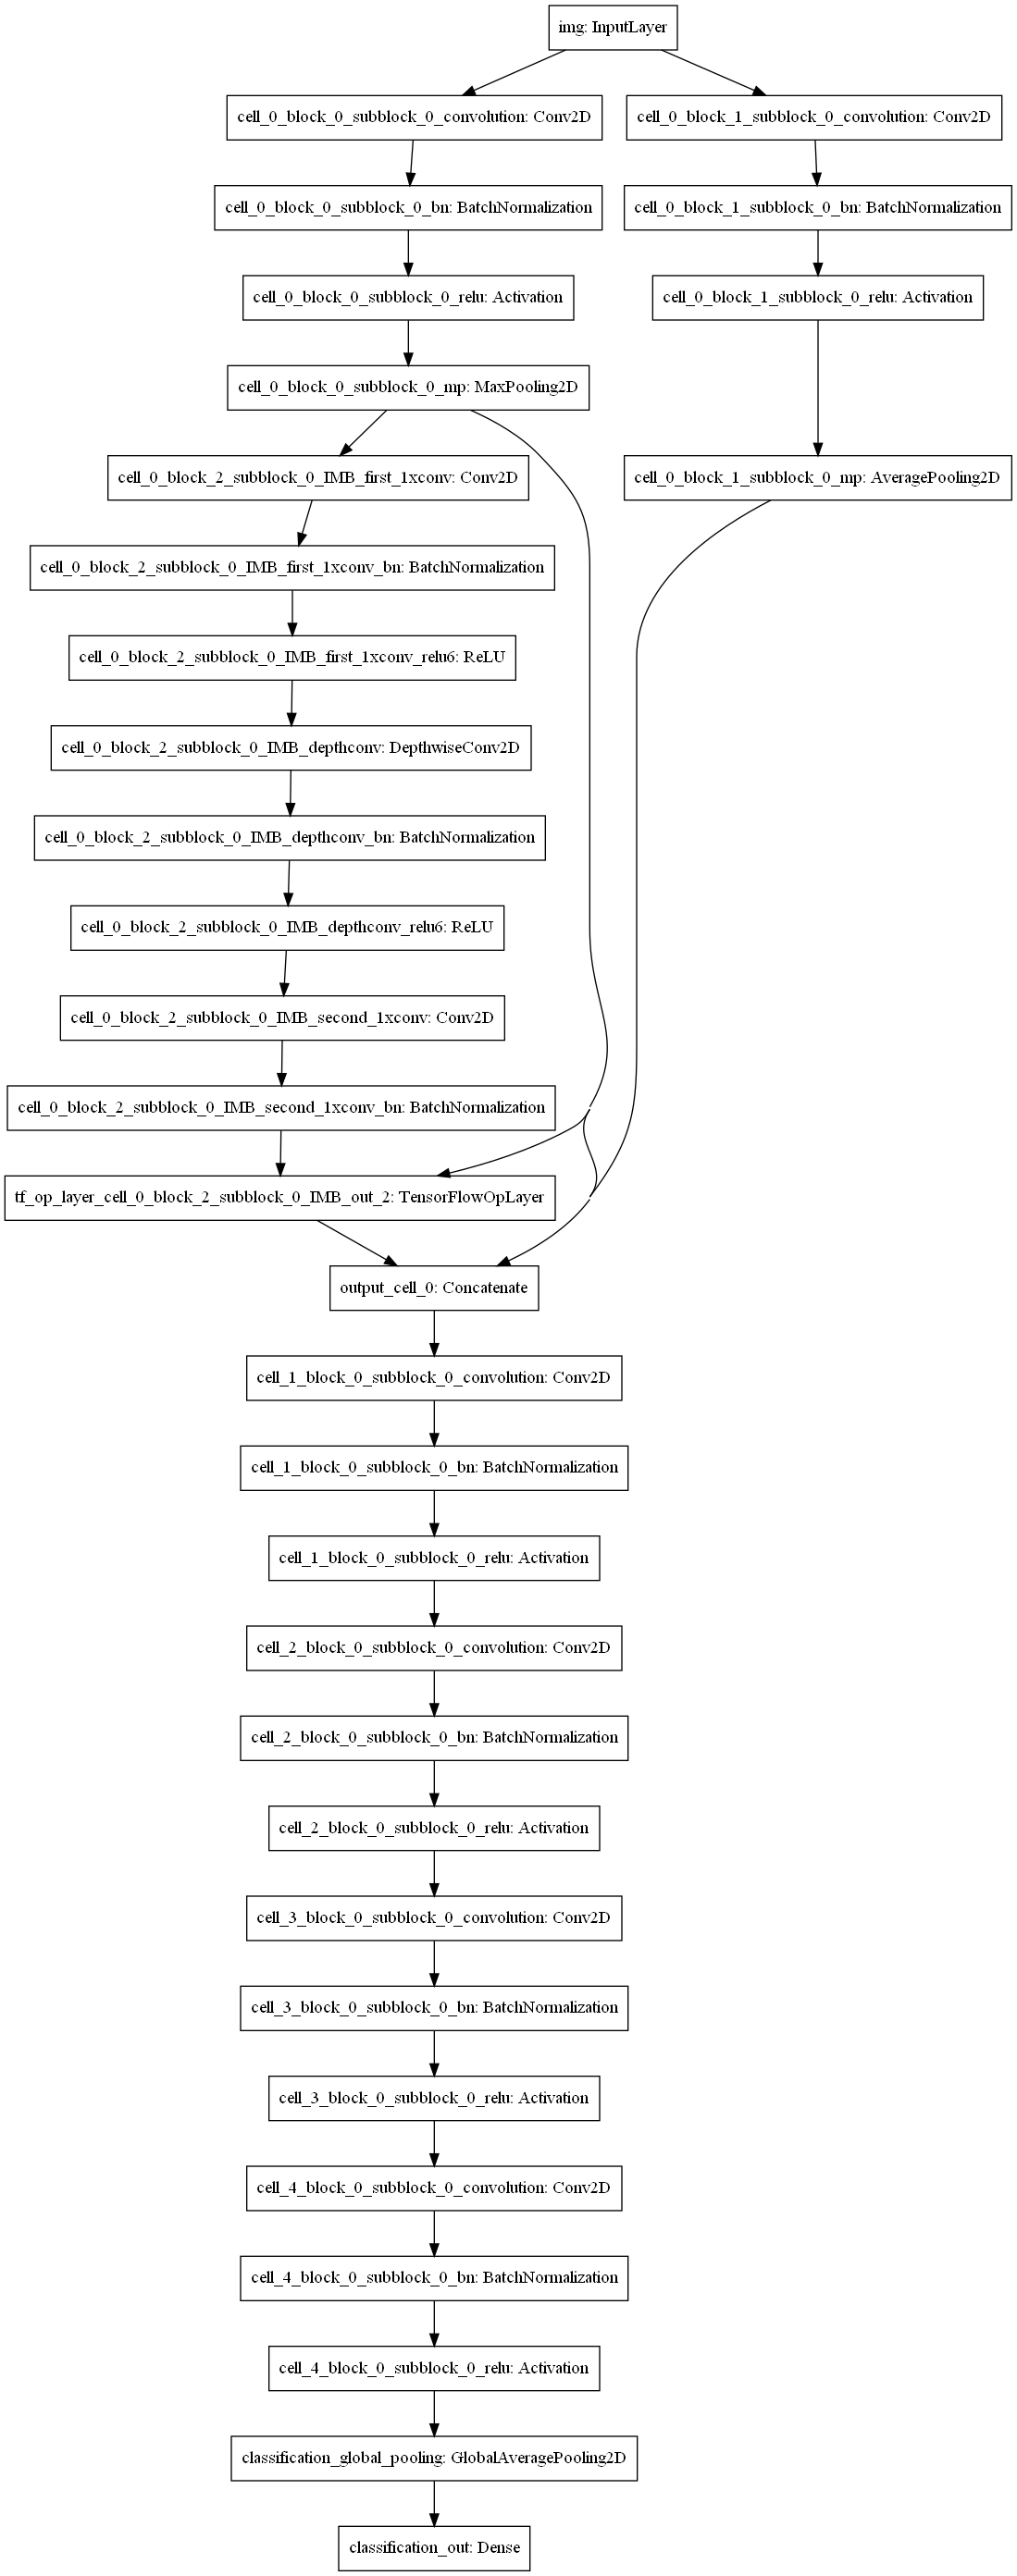 img: InputLayer
cell_0_block_0_subblock_0_convolution: Conv2D
cell_0_block_1_subblock_0_convolution: Conv2D
cell_0_block_0_subblock_0_bn: BatchNormalization
cell_0_block_1_subblock_0_bn: BatchNormalization
cell_0_block_0_subblock_0_relu: Activation
cell_0_block_1_subblock_0_relu: Activation
cell_0_block_0_subblock_0_mp: MaxPooling2D
cell_0_block_2_subblock_0_IMB_first_1xconv: Conv2D
cell_0_block_1_subblock_0_mp: AveragePooling2D
cell_0_block_2_subblock_0_IMB_first_1xconv_bn: BatchNormalization
cell_0_block_2_subblock_0_IMB_first_1xconv_relu6: ReLU
cell_0_block_2_subblock_0_IMB_depthconv: DepthwiseConv2D
cell_0_block_2_subblock_0_IMB_depthconv_bn: BatchNormalization
cell_0_block_2_subblock_0_IMB_depthconv_relu6: ReLU
cell_0_block_2_subblock_0_IMB_second_1xconv: Conv2D
cell_0_block_2_subblock_0_IMB_second_1xconv_bn: BatchNormalization
tf_op_layer_cell_0_block_2_subblock_0_IMB_out_2: TensorFlowOpLayer
output_cell_0: Concatenate
cell_1_block_0_subblock_0_convolution: Conv2D
cell_1_block_0_subblock_0_bn: BatchNormalization
cell_1_block_0_subblock_0_relu: Activation
cell_2_block_0_subblock_0_convolution: Conv2D
cell_2_block_0_subblock_0_bn: BatchNormalization
cell_2_block_0_subblock_0_relu: Activation
cell_3_block_0_subblock_0_convolution: Conv2D
cell_3_block_0_subblock_0_bn: BatchNormalization
cell_3_block_0_subblock_0_relu: Activation
cell_4_block_0_subblock_0_convolution: Conv2D
cell_4_block_0_subblock_0_bn: BatchNormalization
cell_4_block_0_subblock_0_relu: Activation
classification_global_pooling: GlobalAveragePooling2D
classification_out: Dense